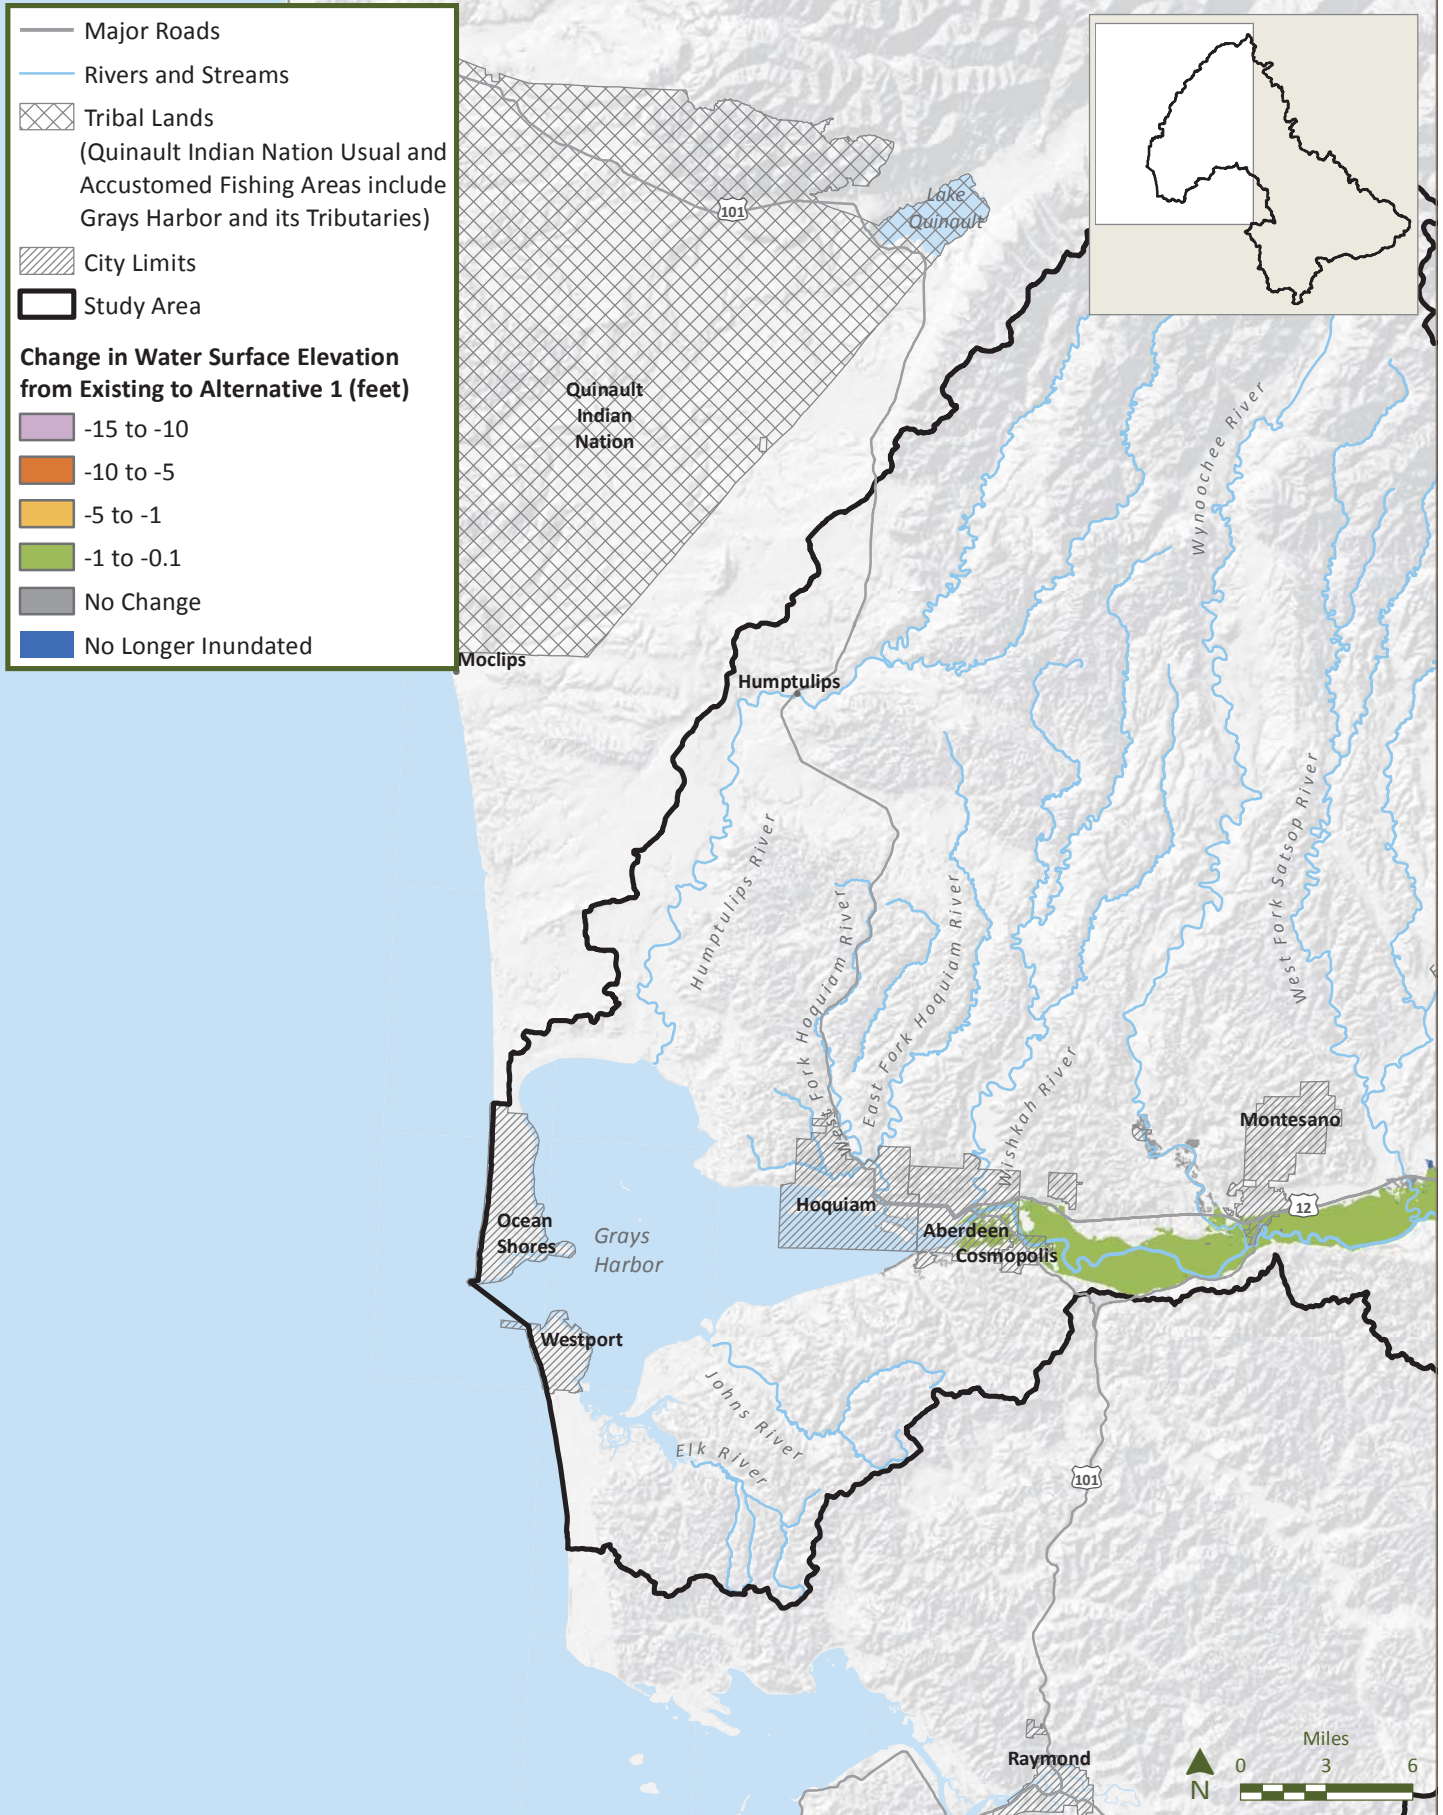 Major Roads
Rivers and Streams
Tribal Lands
(Quinault Indian Nation Usual and
Accustomed Fishing Areas include
Grays Harbor and its Tributaries)
City Limits
Study Area
Change in Water Surface Elevation
from Existing to Alternative 1 (feet)
-15 to -10
-10 to -5
-5 to -1
-1 to -0.1
No Change
No Longer Inundated
101
Lake
Quinault
Quinault
Indian
Nation
Wynoochee River
Moclips
Humptulips
Humptulips River
West Fork Hoquiam River
East Fork Hoquiam River
Wishkah River
West Fork Satsop River
Montesano
12
Hoquiam
Aberdeen
Cosmopolis
Ocean
Shores
Grays
Harbor
Westport
Johns River
Elk River
101
Raymond
Miles
0 3 6
N